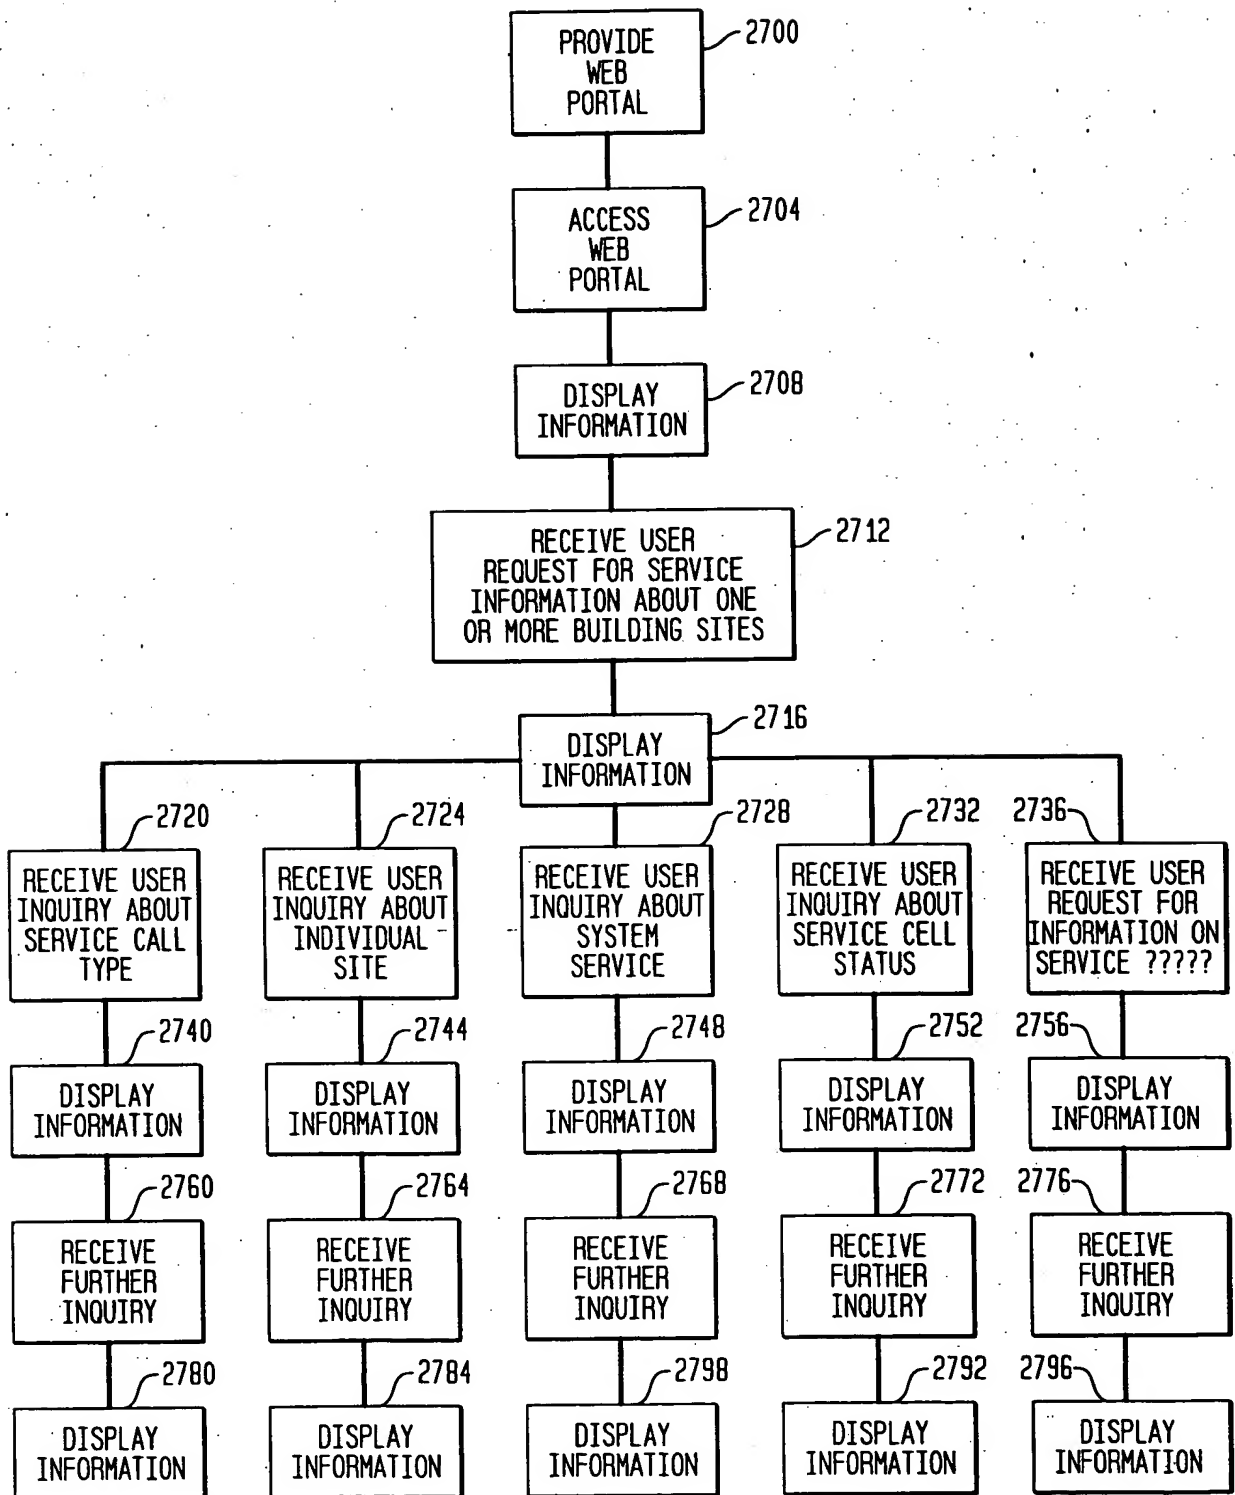 2700
PROVIDE
WEB
PORTAL
2704
ACCESS
WEB
PORTAL
2708
DISPLAY
INFORMATION
2712
RECEIVE USER
REQUEST FOR SERVICE
INFORMATION ABOUT ONE
OR MORE BUILDING SITES
2716
DISPLAY
INFORMATION
2720
RECEIVE USER
INQUIRY ABOUT
SERVICE CALL
TYPE
2724
RECEIVE USER
INQUIRY ABOUT
INDIVIDUAL
SITE
2728
RECEIVE USER
INQUIRY ABOUT
SYSTEM
SERVICE
2732
RECEIVE USER
INQUIRY ABOUT
SERVICE CELL
STATUS
2736
RECEIVE USER
REQUEST FOR
INFORMATION ON
SERVICE ?????
2740
DISPLAY
INFORMATION
2744
DISPLAY
INFORMATION
2748
DISPLAY
INFORMATION
2752
DISPLAY
INFORMATION
2756
DISPLAY
INFORMATION
2760
RECEIVE
FURTHER
INQUIRY
2764
RECEIVE
FURTHER
INQUIRY
2768
RECEIVE
FURTHER
INQUIRY
2772
RECEIVE
FURTHER
INQUIRY
2776
RECEIVE
FURTHER
INQUIRY
2780
DISPLAY
INFORMATION
2784
DISPLAY
INFORMATION
2798
DISPLAY
INFORMATION
2792
DISPLAY
INFORMATION
2796
DISPLAY
INFORMATION